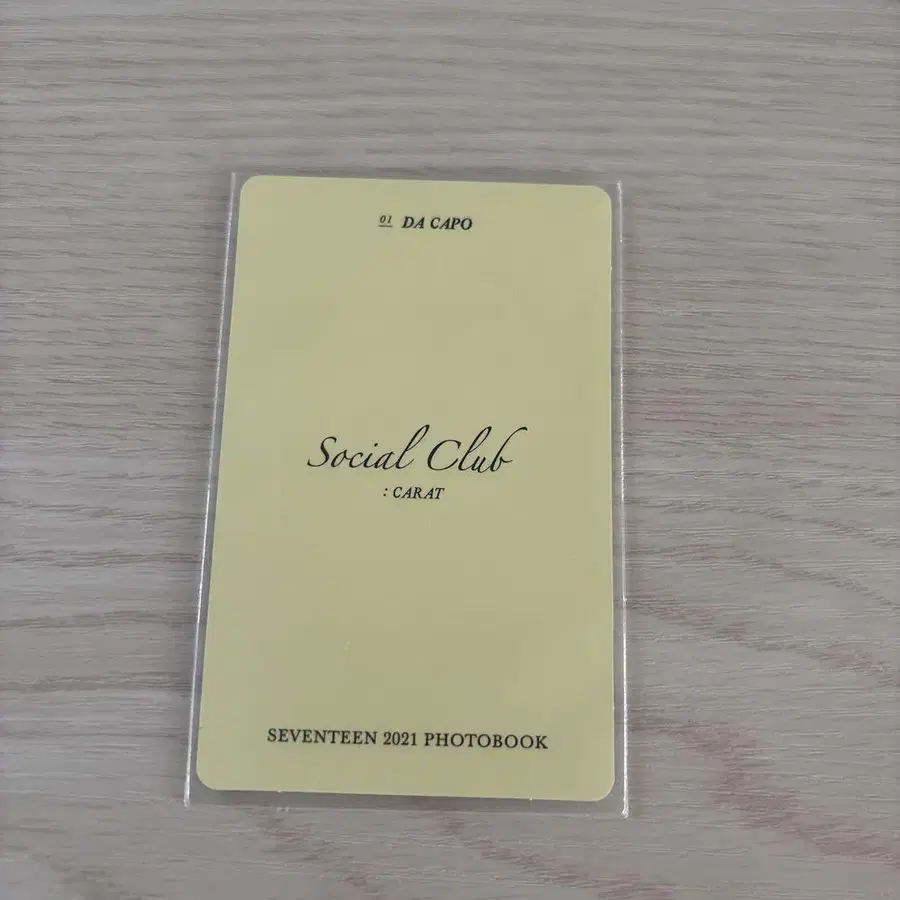 01 DA CAPO
Social Club
: CARAT
SEVENTEEN 2021 PHOTOBOOK